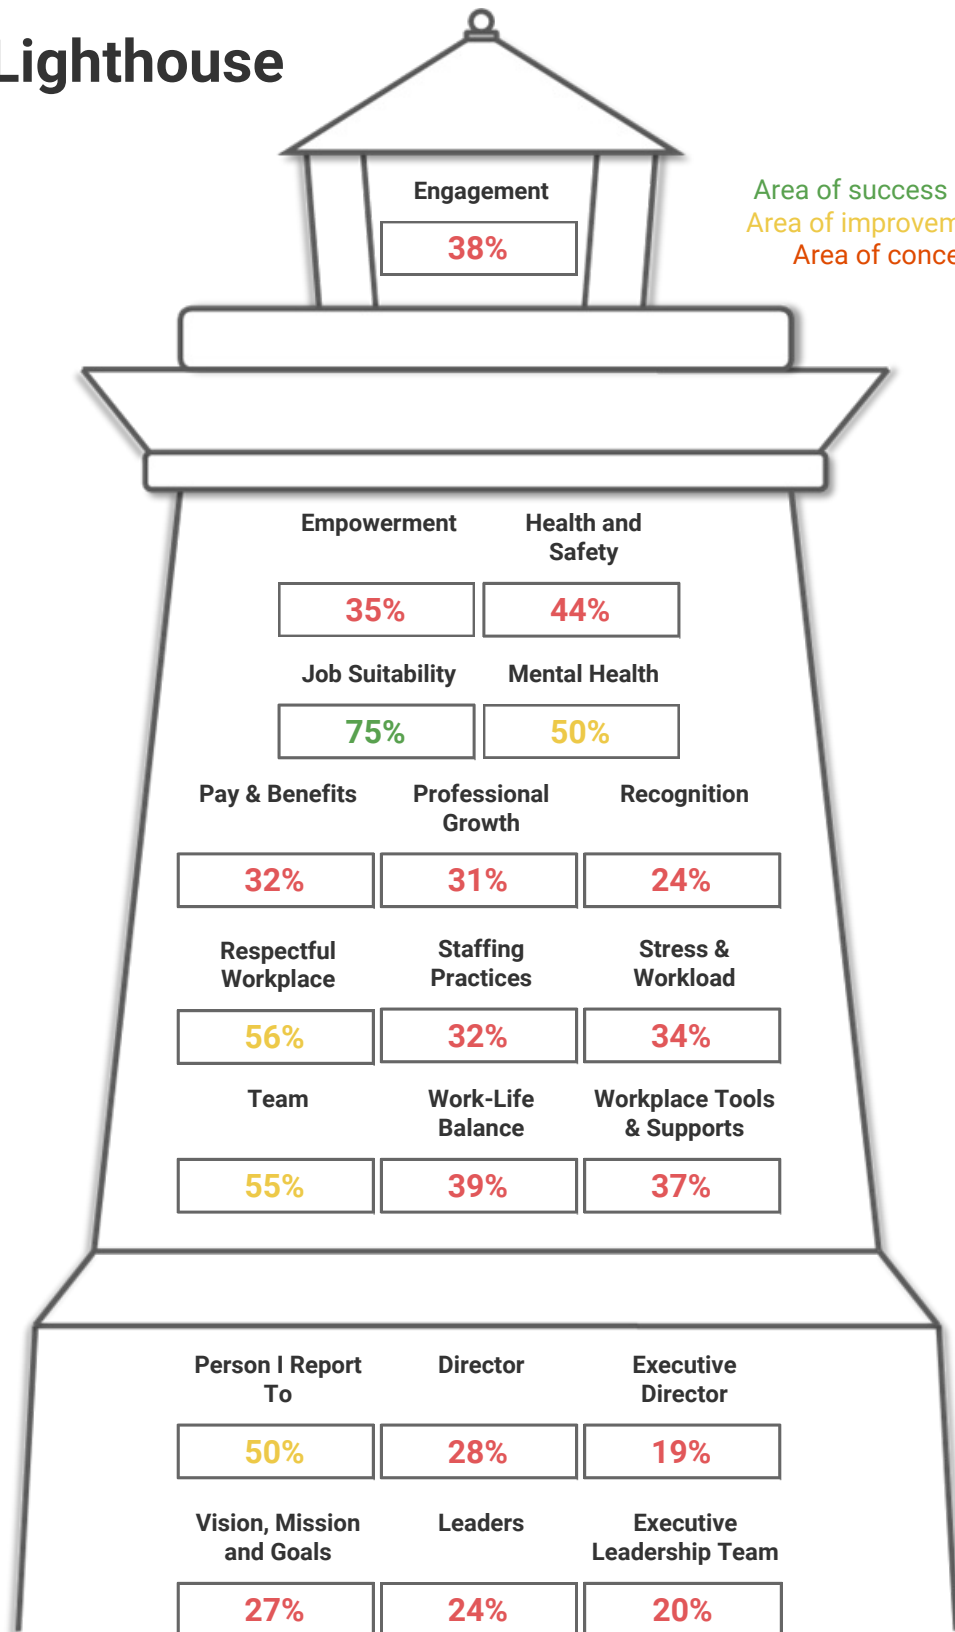 Lighthouse
Engagement
38%
Area of success
Area of
Area of
Empowerment
Health and
Safety
35%
44%
Job Suitability
Mental Health
75%
50%
Pay & Benefits
Professional
Growth
Recognition
32%
31%
24%
Respectful
Workplace
Staffing
Practices
Stress &
Workload
56%
32%
34%
Team
Work-Life
Balance
Workplace Tools
& Supports
55%
39%
37%
Person I Report
To
Director
Executive
Director
50%
28%
19%
Vision, Mission
and Goals
Leaders
Executive
Leadership Team
27%
24%
20%